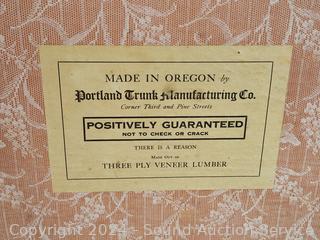 MADE IN OREGON by
Portland Trunk Manufacturing Co.
Corner Third and Pine Streets
POSITIVELY GUARANTEED
NOT TO CHECK OR CRACK
THERE IS A REASON
Made Out of
THREE PLY VENEER LUMBER
Copyright 2024 - Sound Auction Service